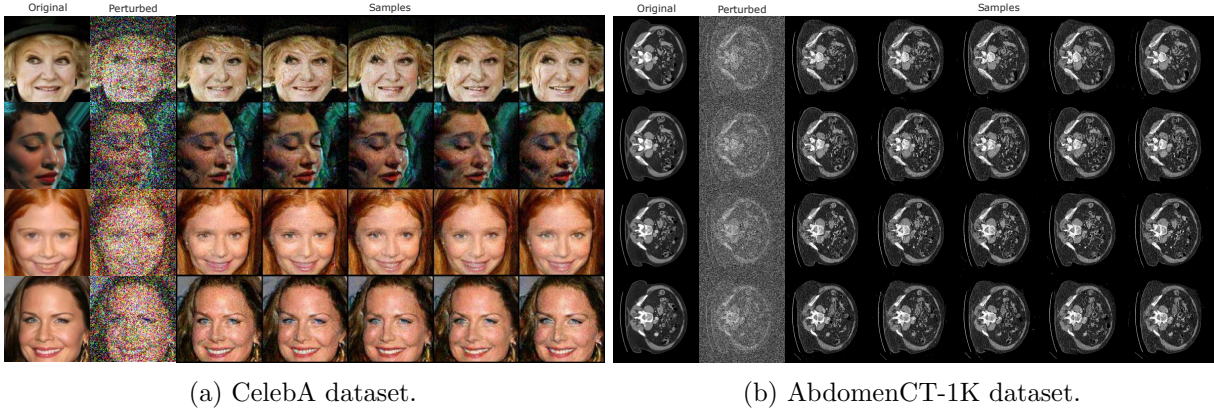 Original Perturbed Samples
Original Perturbed Samples
(a) CelebA dataset.
(b) AbdomenCT-1K dataset.